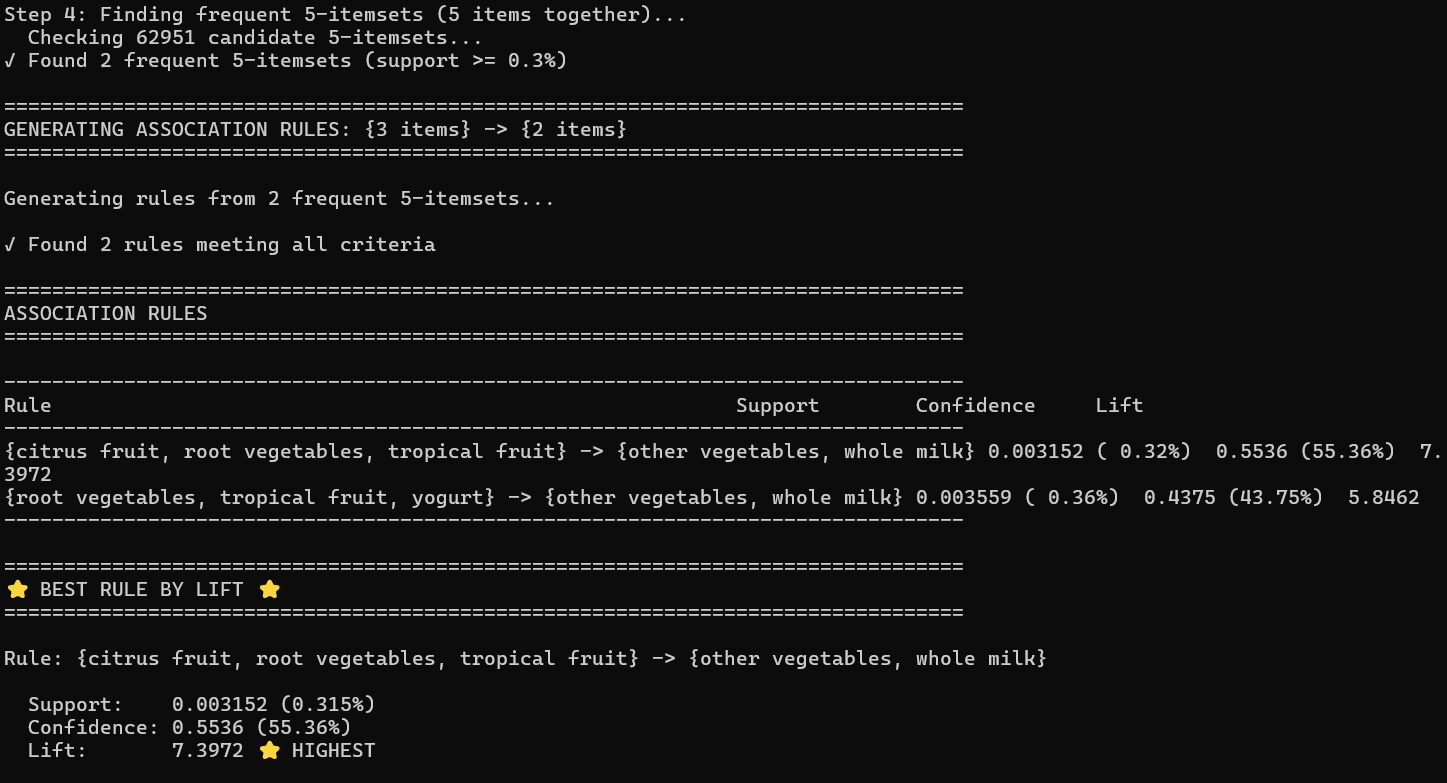 Step 4: Finding frequent 5-itemsets (5 items together)...
  Checking 62951 candidate 5-itemsets...
√ Found 2 frequent 5-itemsets (support >= 0.3%)
================================================================================
GENERATING ASSOCIATION RULES: {3 items} -> {2 items}
================================================================================
Generating rules from 2 frequent 5-itemsets...
√ Found 2 rules meeting all criteria
================================================================================
ASSOCIATION RULES
================================================================================
--------------------------------------------------------------------------------
Rule                                                         Support        Confidence     Lift
--------------------------------------------------------------------------------
{citrus fruit, root vegetables, tropical fruit} -> {other vegetables, whole milk} 0.003152 ( 0.32%)  0.5536 (55.36%)  7.
3972
{root vegetables, tropical fruit, yogurt} -> {other vegetables, whole milk} 0.003559 ( 0.36%)  0.4375 (43.75%)  5.8462
--------------------------------------------------------------------------------
================================================================================
⭐ BEST RULE BY LIFT ⭐
================================================================================
Rule: {citrus fruit, root vegetables, tropical fruit} -> {other vegetables, whole milk}
  Support:    0.003152 (0.315%)
  Confidence: 0.5536 (55.36%)
  Lift:       7.3972 ⭐ HIGHEST